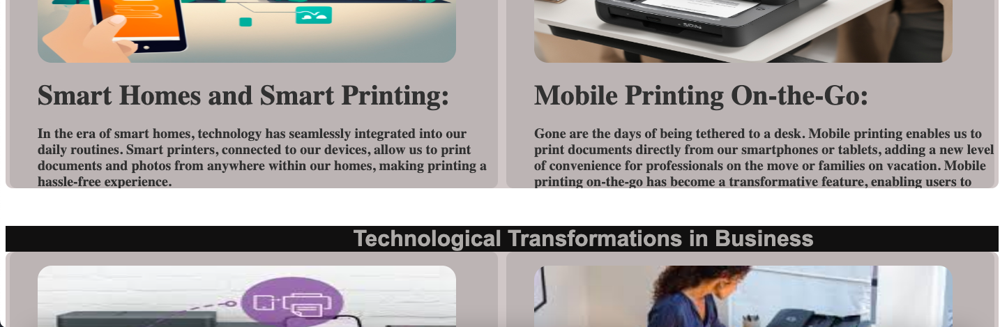 Smart Homes and Smart Printing:
In the era of smart homes, technology has seamlessly integrated into our
daily routines. Smart printers, connected to our devices, allow us to print
documents and photos from anywhere within our homes, making printing a
hassle-free experience.
Mobile Printing On-the-Go:
Gone are the days of being tethered to a desk. Mobile printing enables us to
print documents directly from our smartphones or tablets, adding a new level
of convenience for professionals on the move or families on vacation. Mobile
printing on-the-go has become a transformative feature, enabling users to
Technological Transformations in Business